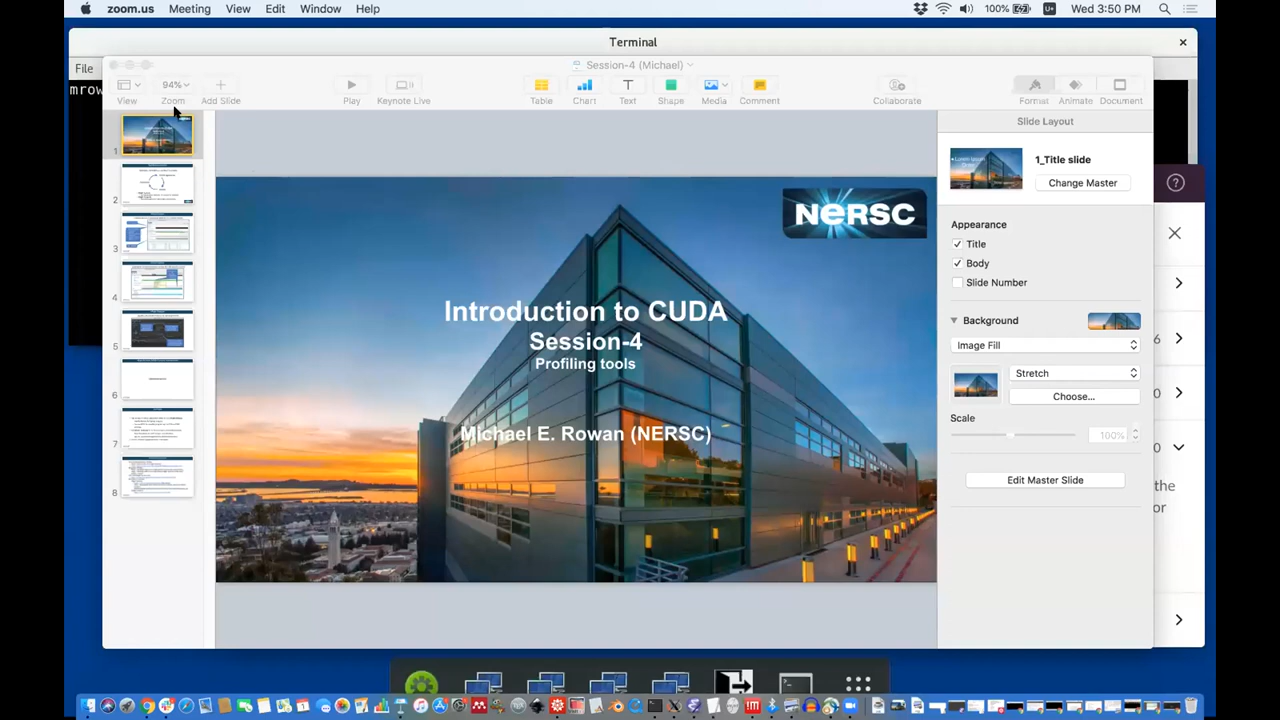 zoom.us Meeting View Edit Window Help 100% Wed 3:50 PM
Terminal
File
mrow
Session-4 (Michael)
94%
View Zoom Add Slide Play Keynote Live Table Chart Text Shape Media Comment Collaborate Format Animate Document
1
2
3
4
5
6
7
8
NERSC
Introduction to CUDA
Session-4
Profiling tools
Michael E. Rowan (NERSC)
Slide Layout
1_Title slide
Change Master
Appearance
Title
Body
Slide Number
Background
Image Fill
Stretch
Choose...
Scale
100%
Edit Master Slide
?
6
0
0
the
or